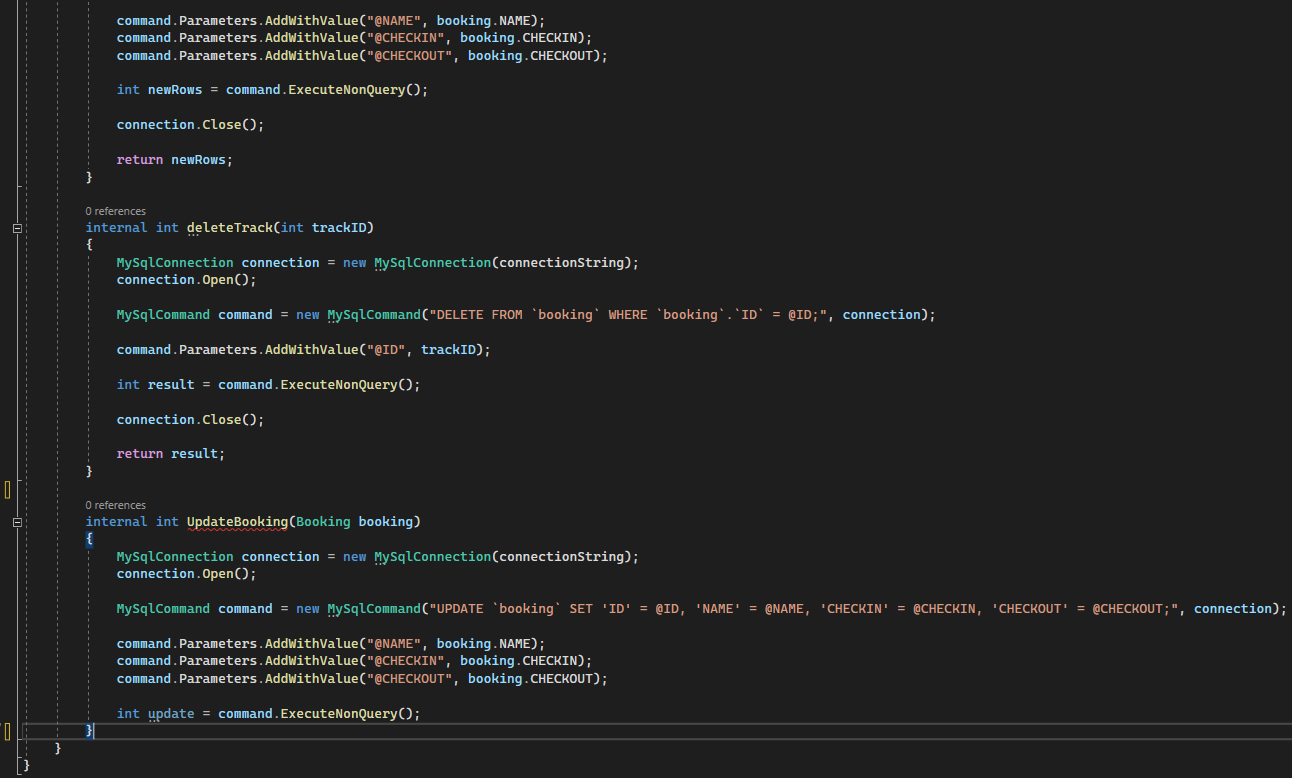 command.Parameters.AddWithValue("@NAME", booking.NAME);
command.Parameters.AddWithValue("@CHECKIN", booking.CHECKIN);
command.Parameters.AddWithValue("@CHECKOUT", booking.CHECKOUT);
int newRows = command.ExecuteNonQuery();
connection.Close();
return newRows;
}
0 references
internal int deleteTrack(int trackID)
{
MySqlConnection connection = new MySqlConnection(connectionString);
connection.Open();
MySqlCommand command = new MySqlCommand("DELETE FROM `booking` WHERE `booking`.`ID` = @ID;", connection);
command.Parameters.AddWithValue("@ID", trackID);
int result = command.ExecuteNonQuery();
connection.Close();
return result;
}
0 references
internal int UpdateBooking(Booking booking)
{
MySqlConnection connection = new MySqlConnection(connectionString);
connection.Open();
MySqlCommand command = new MySqlCommand("UPDATE `booking` SET 'ID' = @ID, 'NAME' = @NAME, 'CHECKIN' = @CHECKIN, 'CHECKOUT' = @CHECKOUT;", connection);
command.Parameters.AddWithValue("@NAME", booking.NAME);
command.Parameters.AddWithValue("@CHECKIN", booking.CHECKIN);
command.Parameters.AddWithValue("@CHECKOUT", booking.CHECKOUT);
int update = command.ExecuteNonQuery();
}
}
}